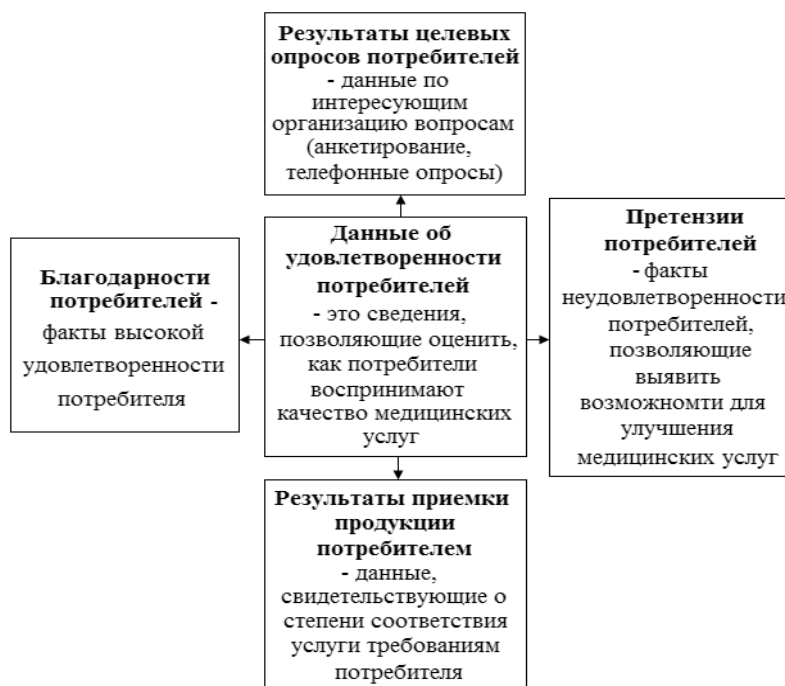 Результаты целевых
опросов потребителей
- данные по
интересующим
организацию вопросам
(анкетирование,
телефонные опросы)
Благодарности
потребителей -
факты высокой
удовлетворенности
потребителя
Данные об
удовлетворенности
потребителей
- это сведения,
позволяющие оценить,
как потребители
воспринимают
качество медицинских
услуг
Претензии
потребителей
- факты
неудовлетворенности
потребителей,
позволяющие
выявить
возможномти для
улучшения
медицинских услуг
Результаты приемки
продукции
потребителем
- данные,
свидетельствующие о
степени соответствия
услуги требованиям
потребителя